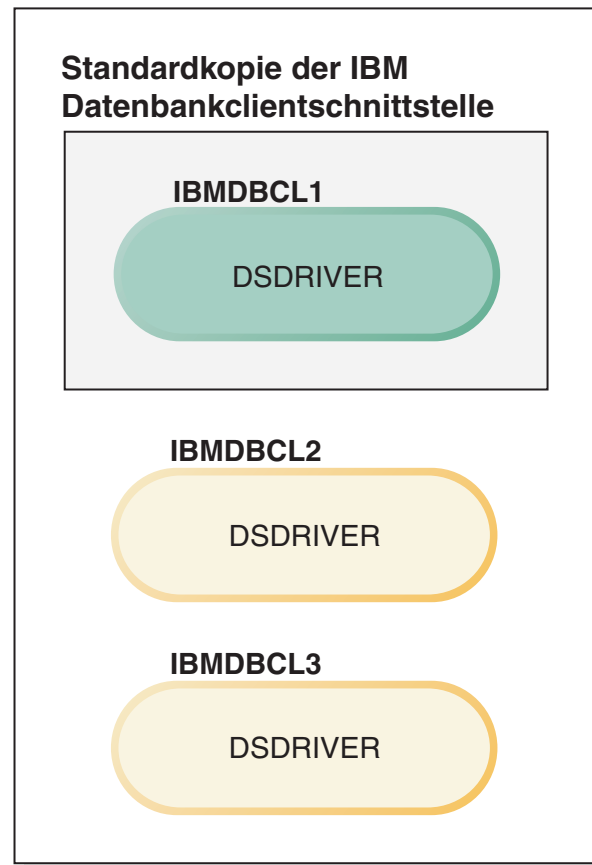 Standardkopie der IBM
Datenbankclientschnittstelle
IBMDBCL1
DSDRIVER
IBMDBCL2
DSDRIVER
IBMDBCL3
DSDRIVER